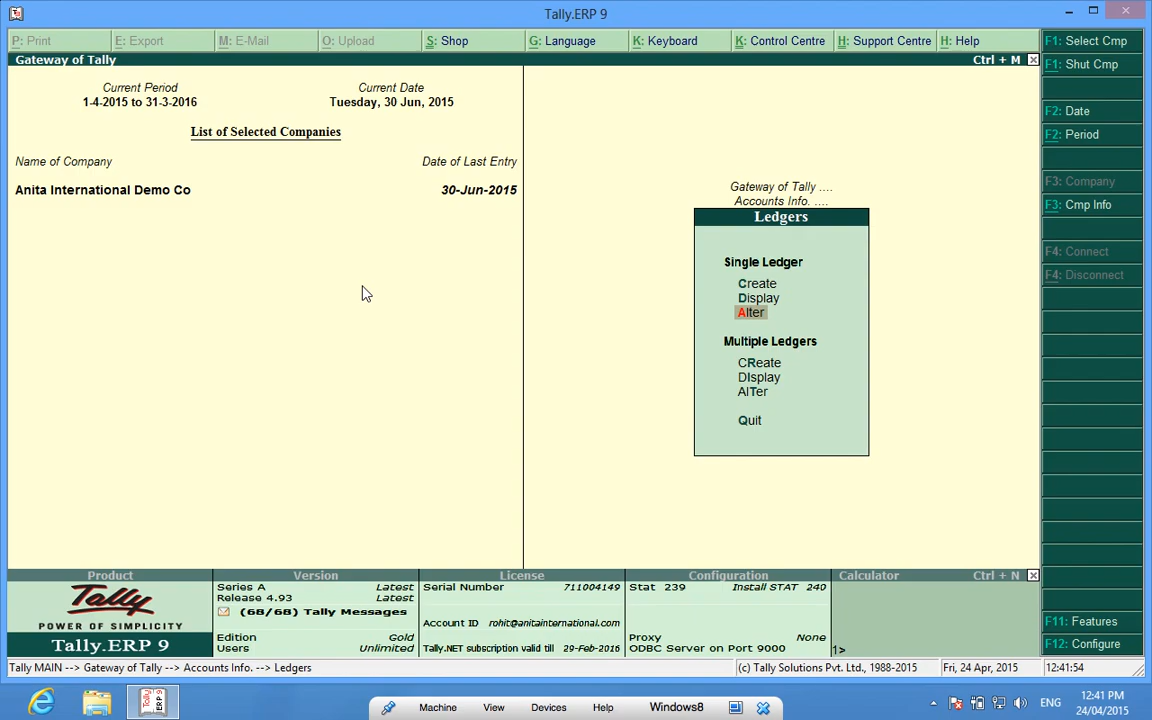 Tally.ERP 9
P: Print
E: Export
M: E-Mail
O: Upload
S: Shop
G: Language
K: Keyboard
K: Control Centre
H: Support Centre
H: Help
Gateway of Tally
Ctrl + M
Current Period
Current Date
1-4-2015 to 31-3-2016
Tuesday, 30 Jun, 2015
List of Selected Companies
Name of Company
Date of Last Entry
Anita International Demo Co
30-Jun-2015
Gateway of Tally ....
Accounts Info. ....
Ledgers
Single Ledger
Create
Display
Alter
Multiple Ledgers
CReate
DIsplay
AlTer
Quit
F1: Select Cmp
F1: Shut Cmp
F2: Date
F2: Period
F3: Company
F3: Cmp Info
F4: Connect
F4: Disconnect
F11: Features
F12: Configure
Product
Tally
POWER OF SIMPLICITY
Tally.ERP 9
Version
Series A Latest
Release 4.93 Latest
(68/68) Tally Messages
Edition Gold
Users Unlimited
License
Serial Number 711004149
Account ID rohit@anitainternational.com
Tally.NET subscription valid till 29-Feb-2016
Configuration
Stat 239 Install STAT 240
Proxy None
ODBC Server on Port 9000
Calculator Ctrl + N
1>
Tally MAIN --> Gateway of Tally --> Accounts Info. --> Ledgers
(c) Tally Solutions Pvt. Ltd., 1988-2015
Fri, 24 Apr, 2015
12:41:54
Tally
ERP 9
Machine
View
Devices
Help
Windows8
ENG
12:41 PM
24/04/2015